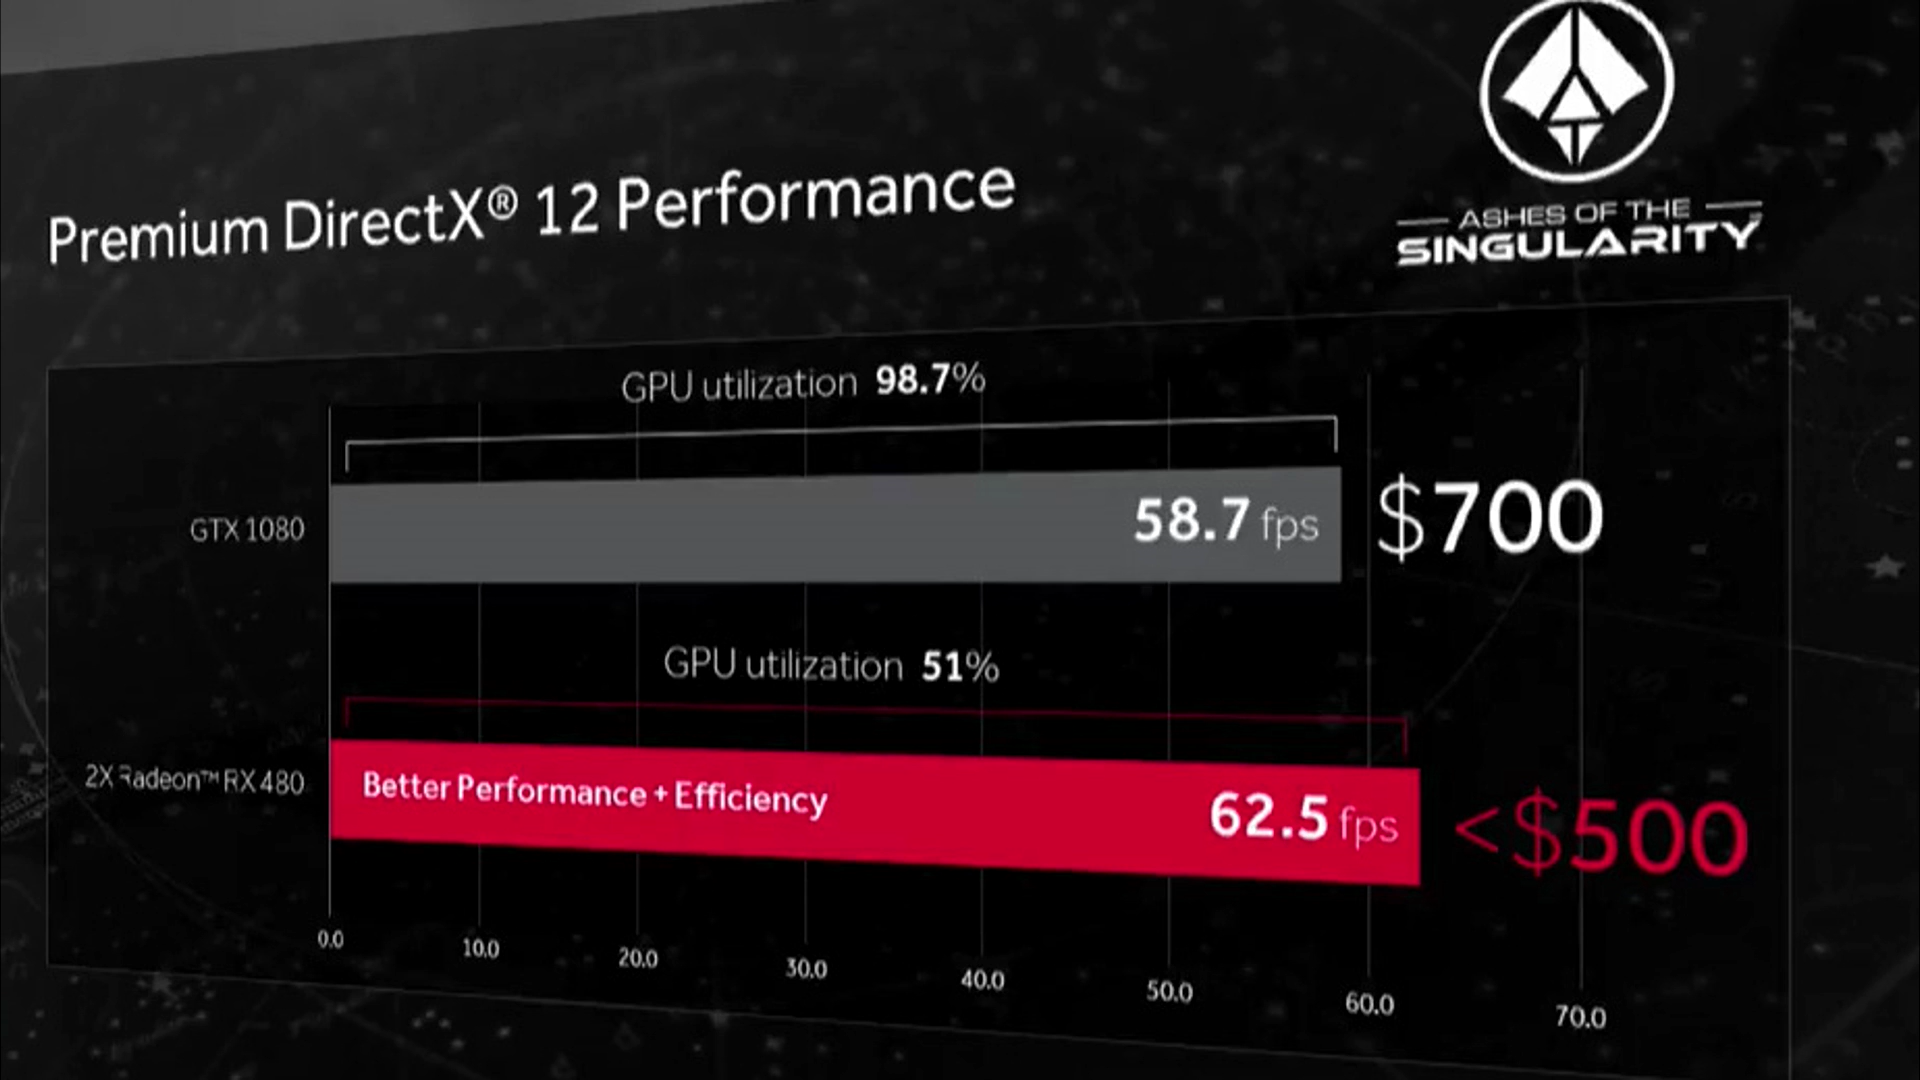 Premium DirectX® 12 Performance
ASHES OF THE
SINGULARITY
GPU utilization 98.7%
GTX 1080
58.7 fps
$700
GPU utilization 51%
2X Radeon™ RX 480
Better Performance + Efficiency
62.5 fps
<$500
0.0 10.0 20.0 30.0 40.0 50.0 60.0 70.0